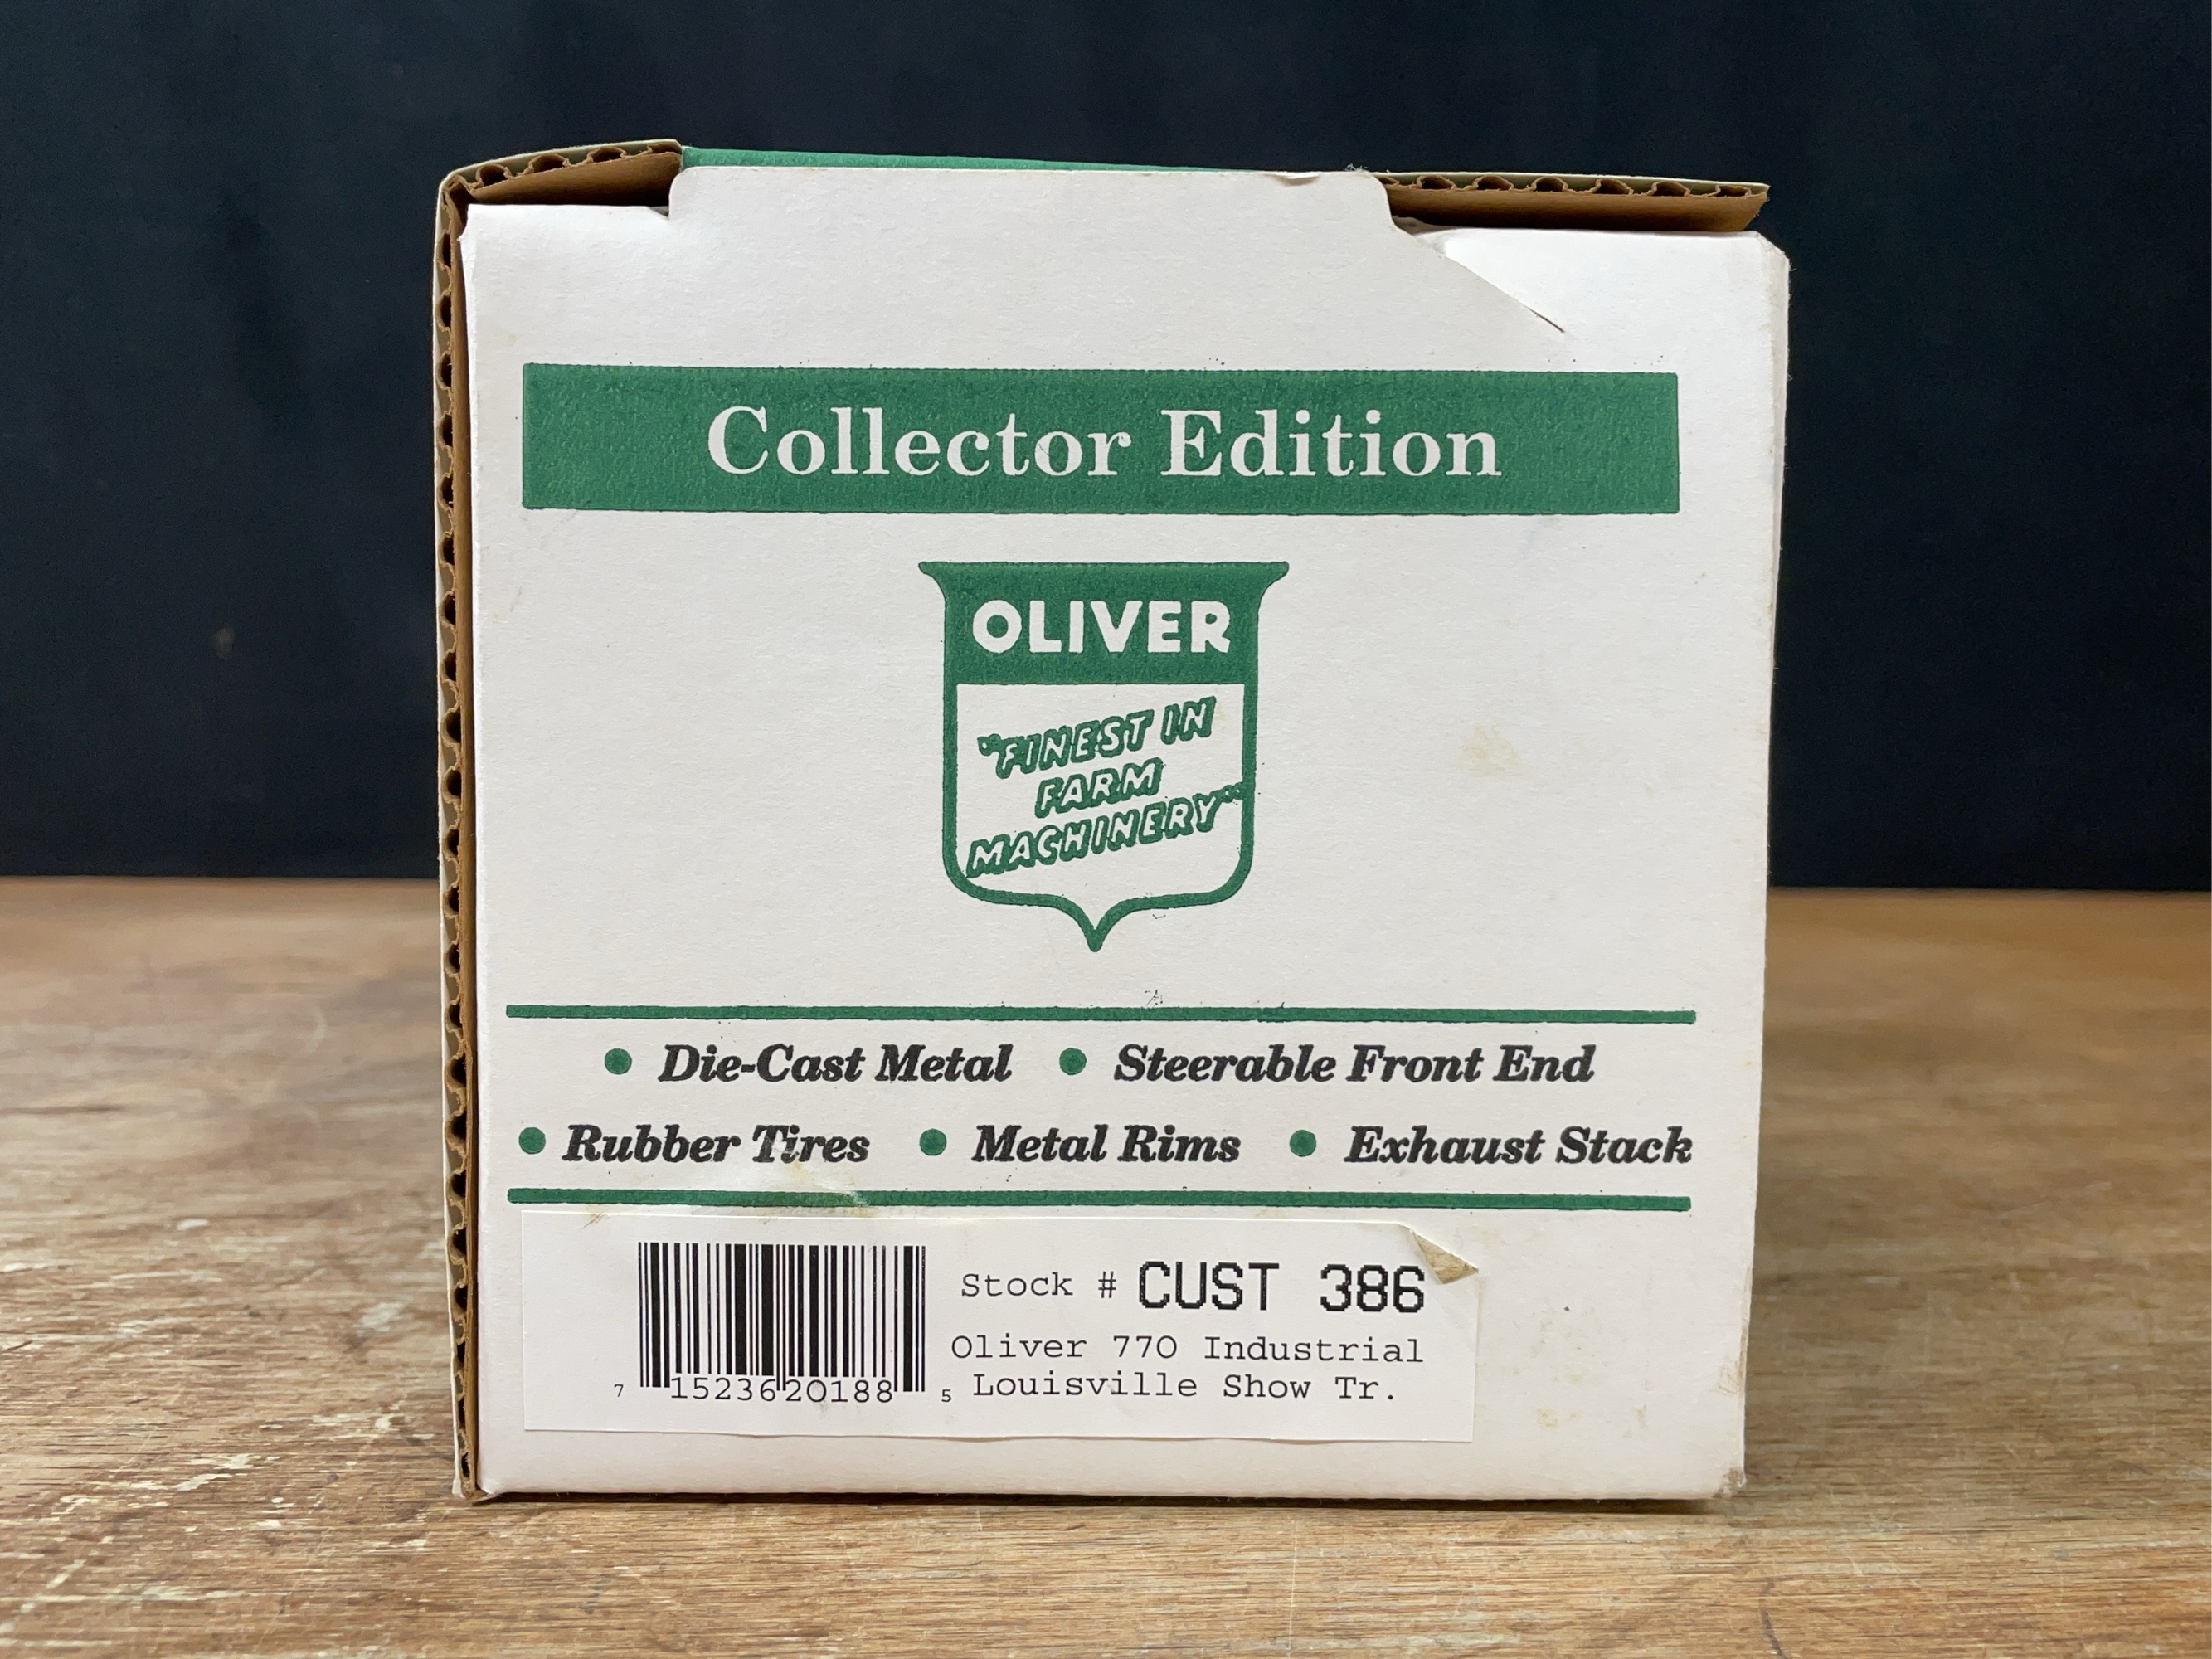 Collector Edition
OLIVER
"FINEST IN
FARM
MACHINERY"
• Die-Cast Metal • Steerable Front End
• Rubber Tires • Metal Rims • Exhaust Stack
Stock # CUST 386
Oliver 770 Industrial
Louisville Show Tr.
7 15236 20188 5